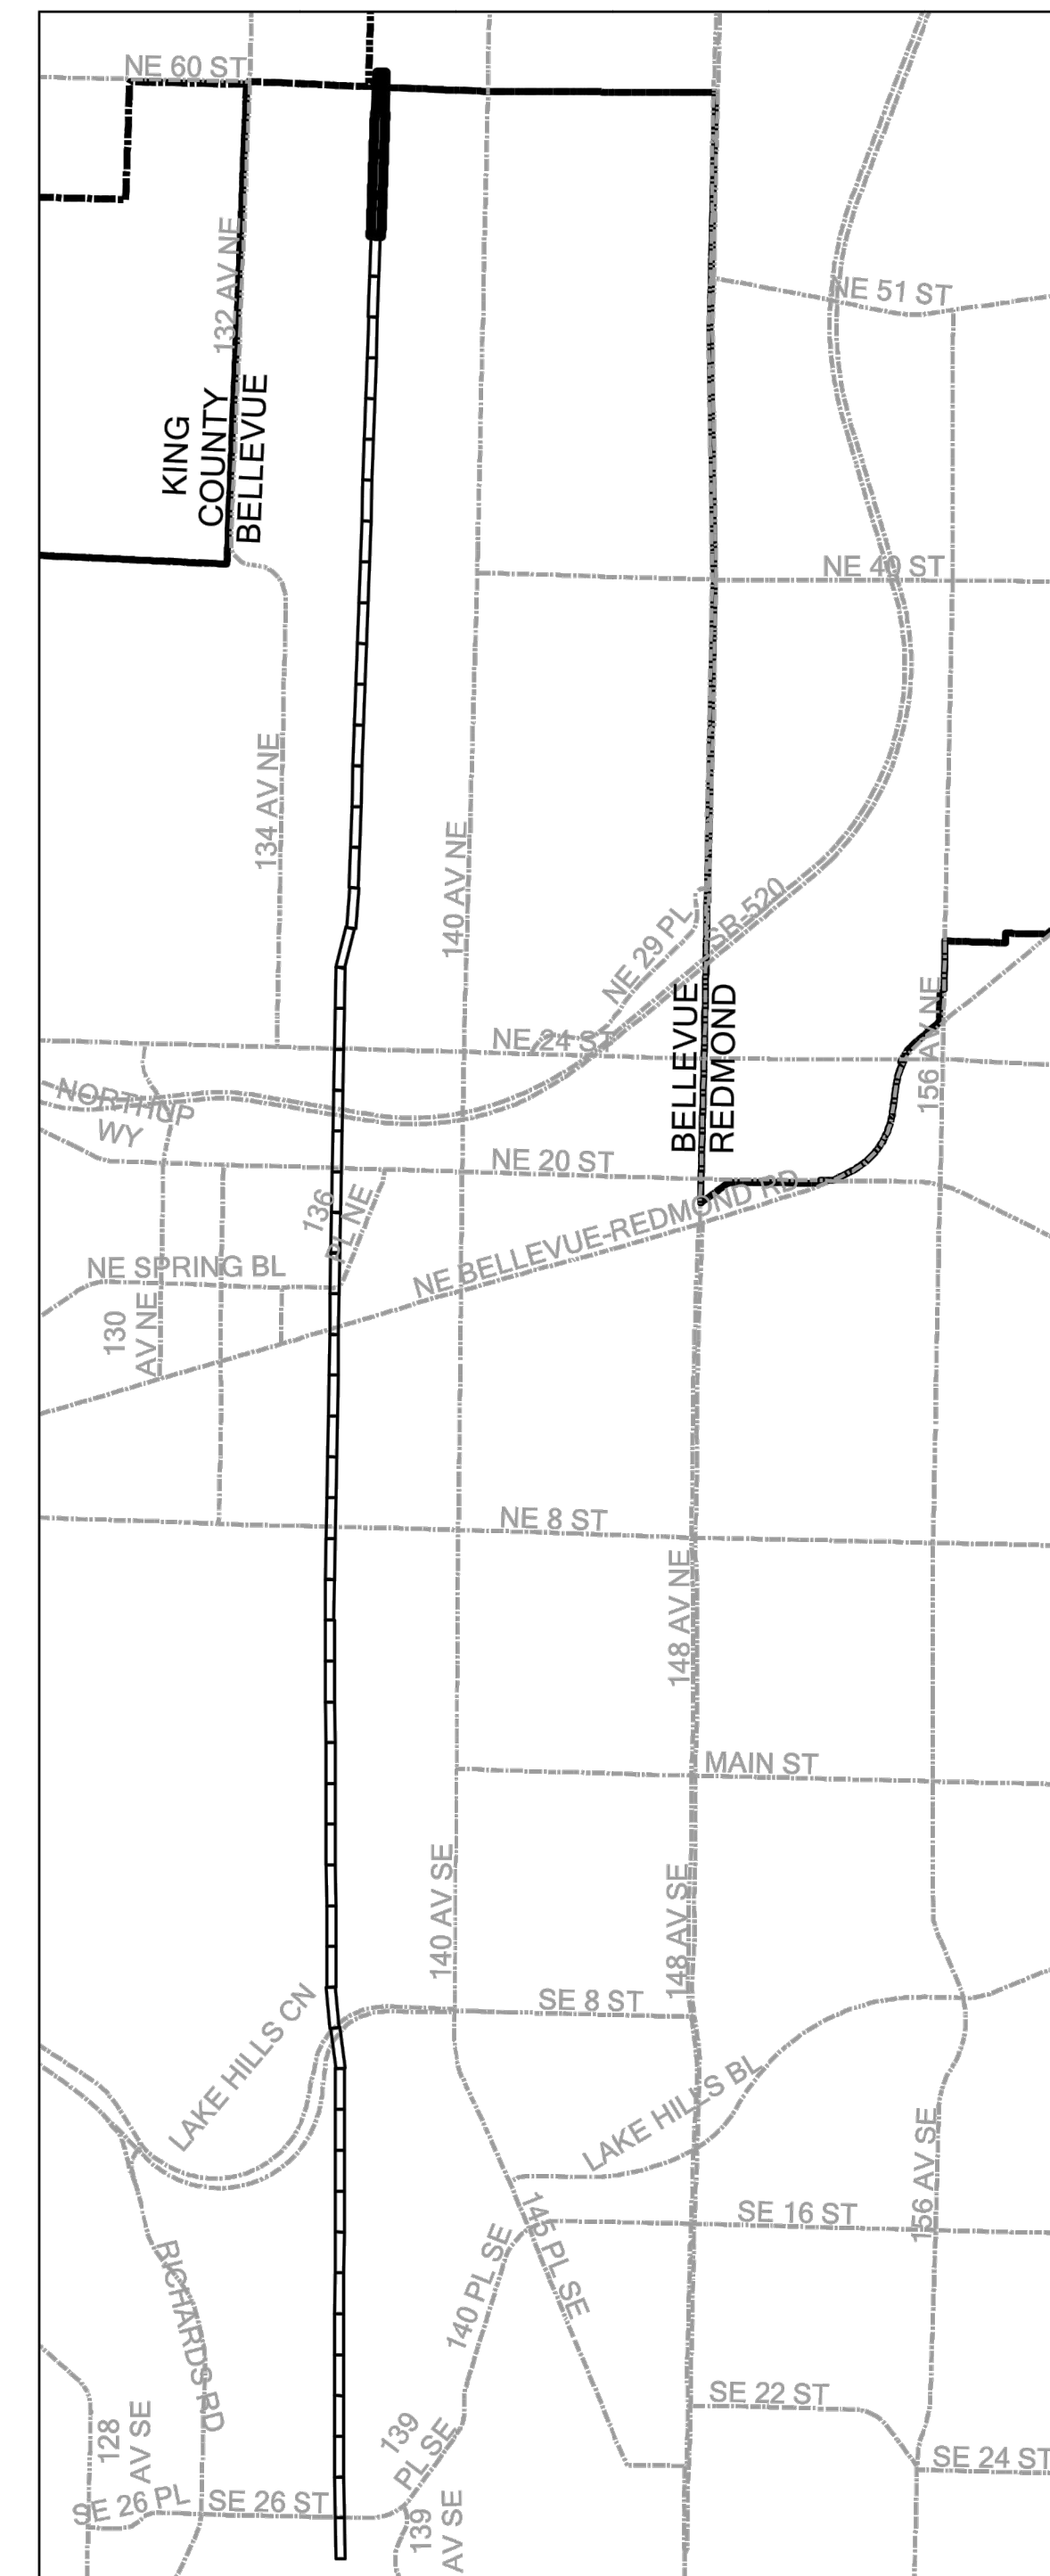 NE 60 ST
132 AV NE
NE 51 ST
KING
COUNTY
BELLEVUE
NE 40 ST
134 AV NE
140 AV NE
NE 29 PL
SR-520
BELLEVUE
REDMOND
156 AV NE
NE 24 ST
NORTHUP
WY
NE 20 ST
136
PL NE
NE BELLEVUE-REDMOND RD
NE SPRING BL
130
AV NE
NE 8 ST
148 AV NE
MAIN ST
140 AV SE
148 AV SE
SE 8 ST
LAKE HILLS CN
LAKE HILLS BL
156 AV SE
SE 16 ST
145 PL SE
140 PL SE
RICHARDS RD
SE 22 ST
128
AV SE
139
PL SE
SE 24 ST
SE 26 PL
SE 26 ST
139
AV SE